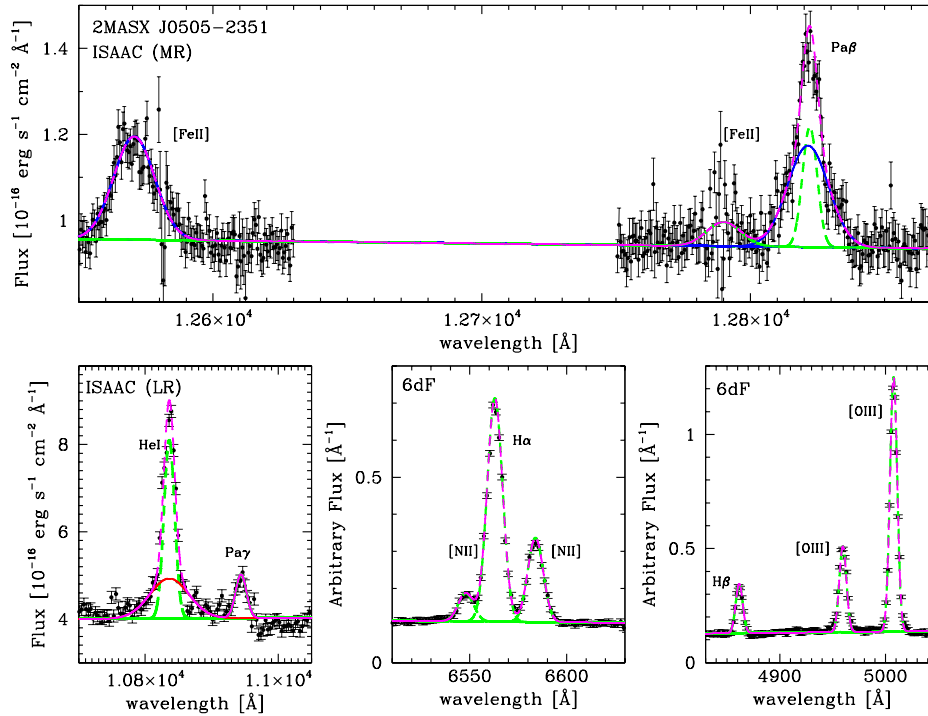 2MASX J0505−2351
ISAAC (MR)
[FeII]
[FeII]
Paβ
Flux [10⁻¹⁶ erg s⁻¹ cm⁻² Å⁻¹]
1.4
1.2
1
1.26×10⁴
1.27×10⁴
1.28×10⁴
wavelength [Å]
ISAAC (LR)
HeI
Paγ
Flux [10⁻¹⁶ erg s⁻¹ cm⁻² Å⁻¹]
8
6
4
1.08×10⁴
1.1×10⁴
wavelength [Å]
6dF
Hα
[NII]
[NII]
Arbitrary Flux [Å⁻¹]
0.5
0
6550
6600
wavelength [Å]
6dF
[OIII]
[OIII]
Hβ
Arbitrary Flux [Å⁻¹]
1
0.5
0
4900
5000
wavelength [Å]